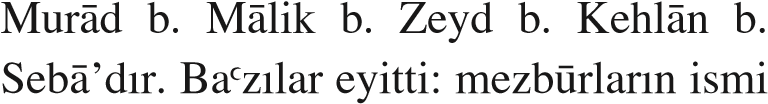 Murād b. Mālik b. Zeyd b. Kehlān b.
Sebā’dır. Baᶜzılar eyitti: mezbūrların ismi